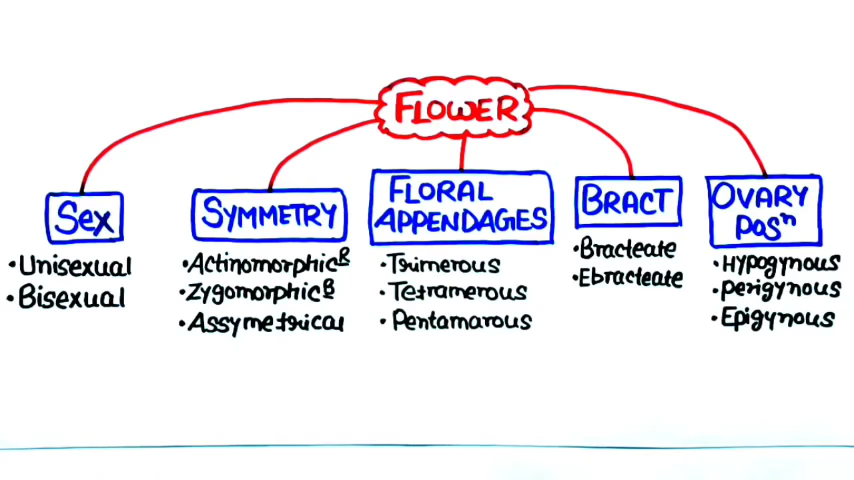 FLOWER
Sex
• Unisexual
• Bisexual
SYMMETRY
• Actinomorphic R
• Zygomorphic B
• Assymetrical
FLORAL
APPENDAGES
• Trimerous
• Tetramerous
• Pentamarous
BRACT
• Bracteate
• Ebracteate
OVARY
POSⁿ
• Hypogynous
• Perigynous
• Epigynous